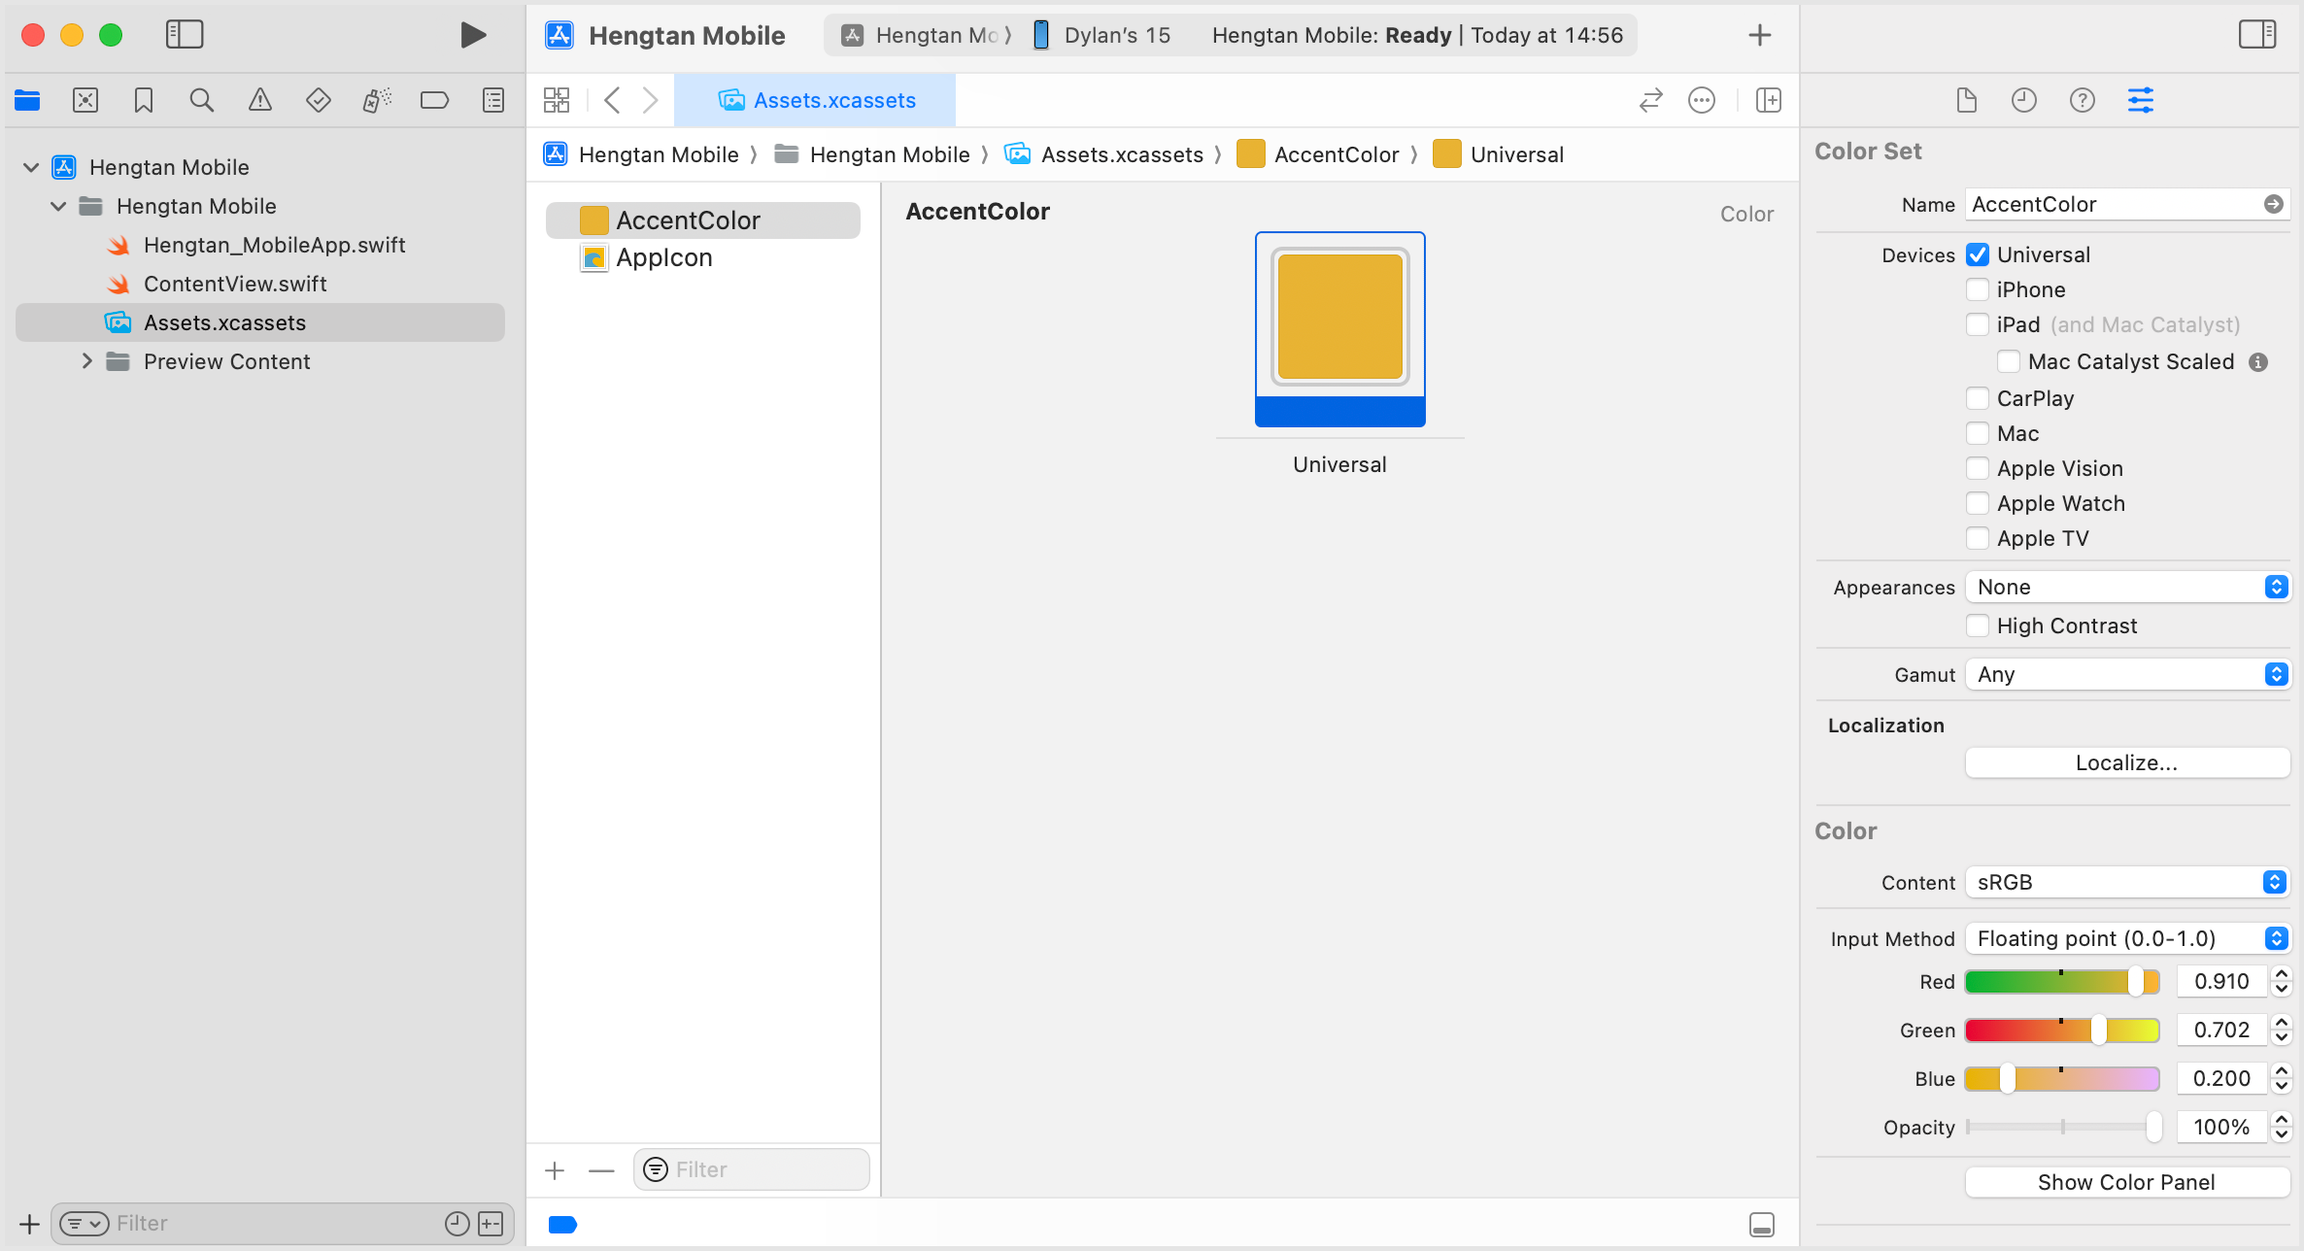 Hengtan Mobile
Hengtan Mo
Dylan’s 15
Hengtan Mobile: Ready | Today at 14:56
Assets.xcassets
Hengtan Mobile
Hengtan Mobile
Hengtan_MobileApp.swift
ContentView.swift
Assets.xcassets
Preview Content
Filter
Hengtan Mobile 〉 Hengtan Mobile 〉 Assets.xcassets 〉 AccentColor 〉 Universal
AccentColor
AppIcon
Filter
AccentColor
Color
Universal
Color Set
Name AccentColor
Devices Universal
iPhone
iPad (and Mac Catalyst)
Mac Catalyst Scaled
CarPlay
Mac
Apple Vision
Apple Watch
Apple TV
Appearances None
High Contrast
Gamut Any
Localization
Localize...
Color
Content sRGB
Input Method Floating point (0.0-1.0)
Red 0.910
Green 0.702
Blue 0.200
Opacity 100%
Show Color Panel